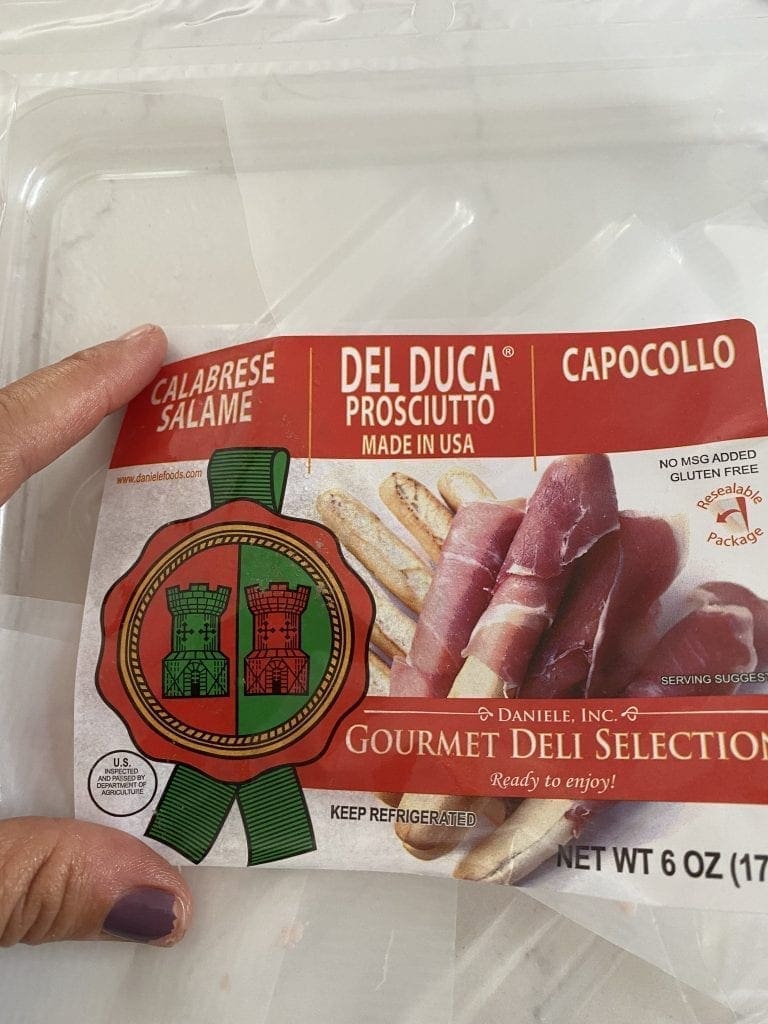 CALABRESE
SALAME
DEL DUCA®
PROSCIUTTO
MADE IN USA
CAPOCOLLO
www.danielefoods.com
NO MSG ADDED
GLUTEN FREE
Resealable
Package
SERVING SUGGEST
DANIELE, INC.
GOURMET DELI SELECTION
Ready to enjoy!
U.S.
INSPECTED
AND PASSED BY
DEPARTMENT OF
AGRICULTURE
KEEP REFRIGERATED
NET WT 6 OZ (17